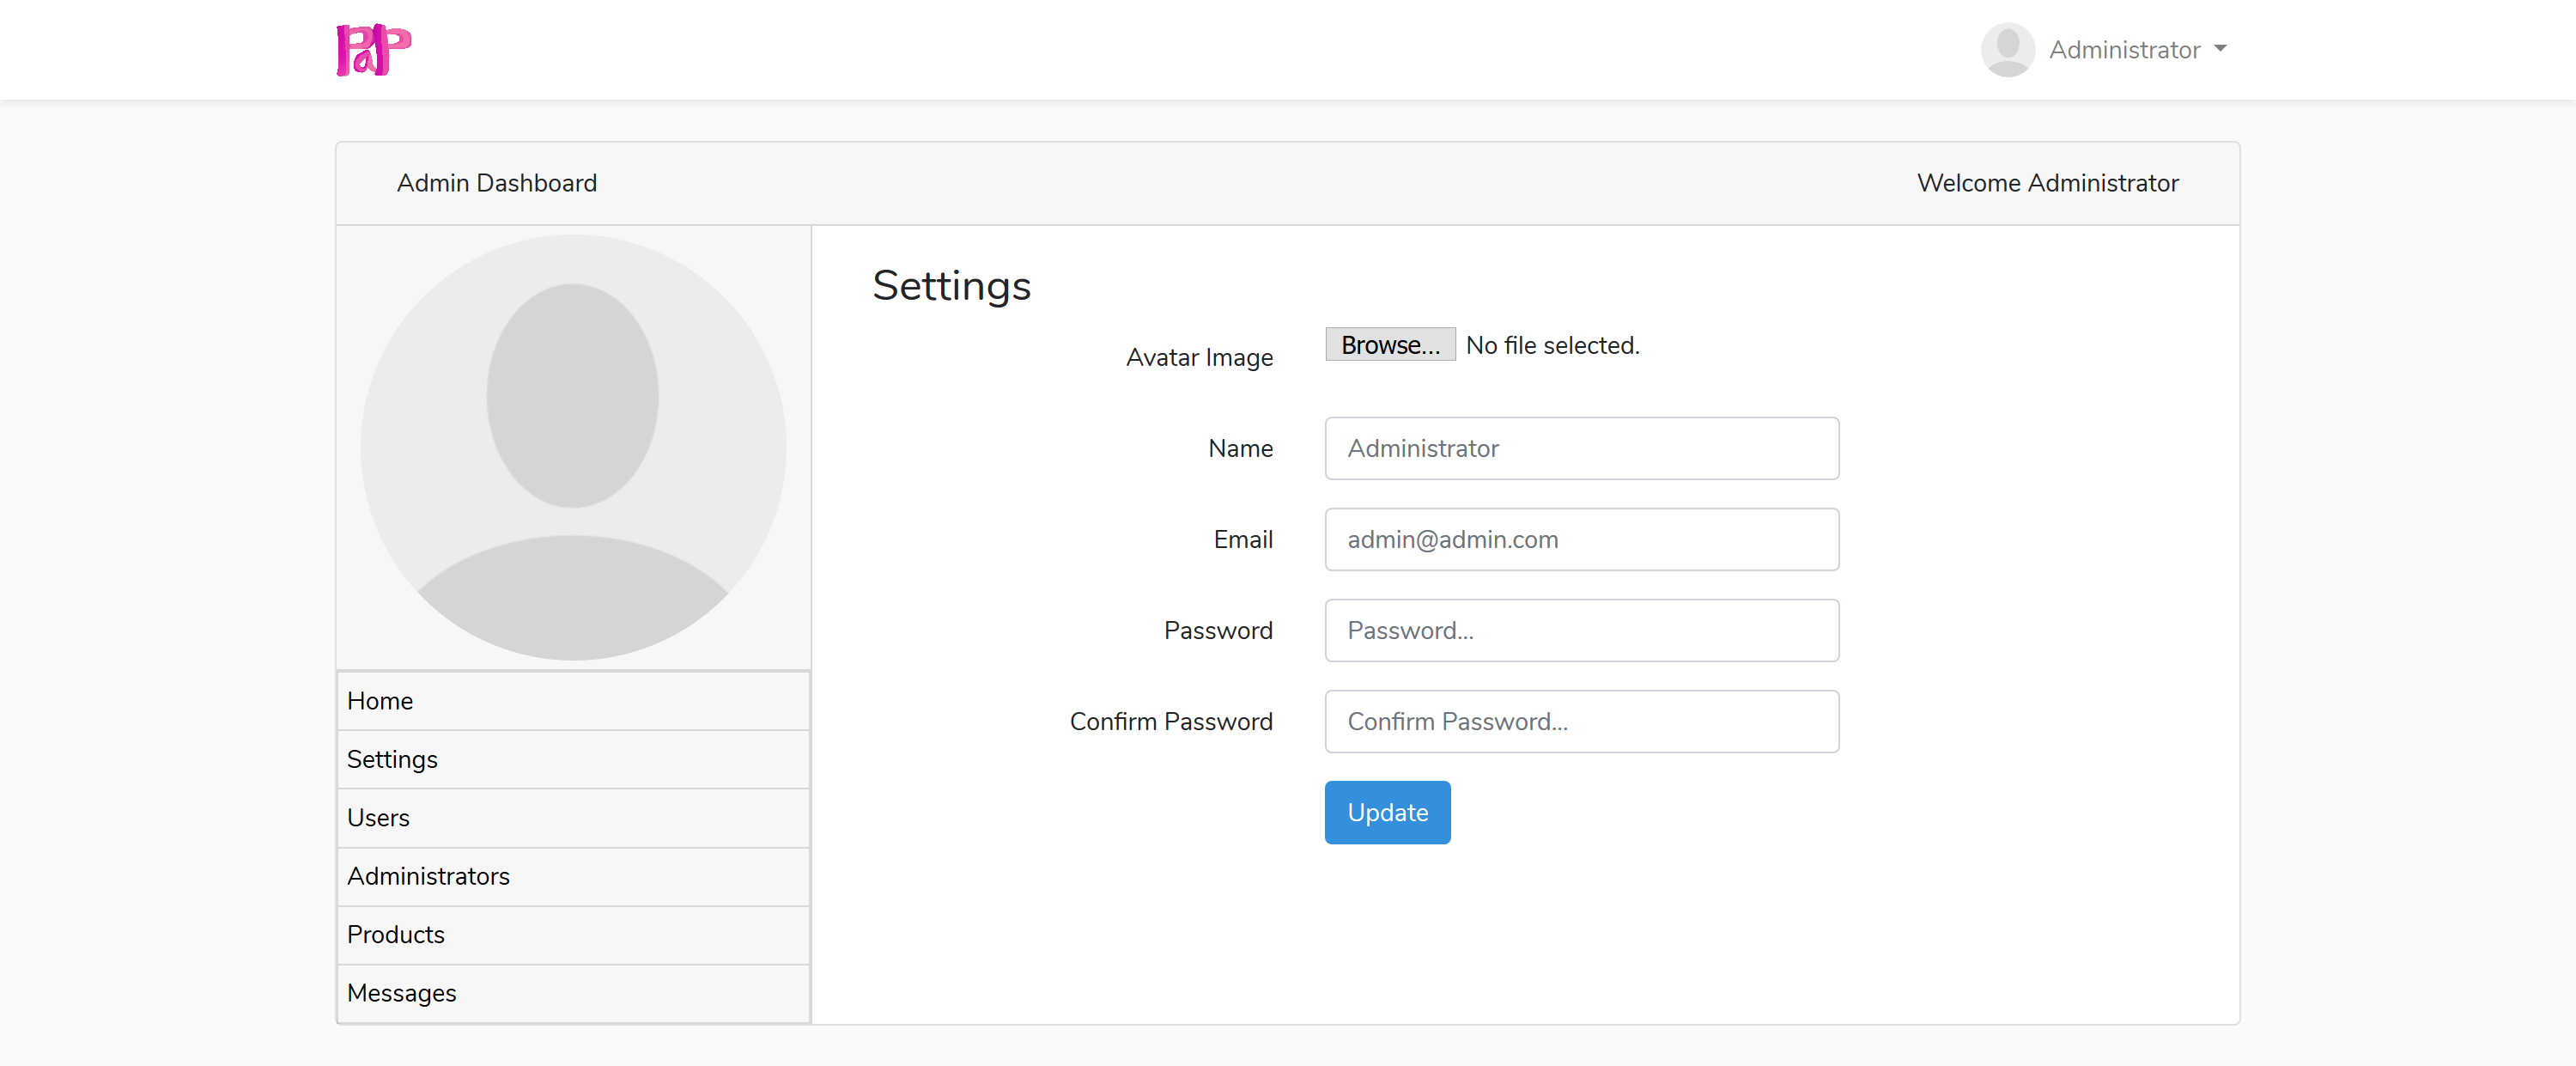 PaP
Administrator
Admin Dashboard
Welcome Administrator
Settings
Avatar Image
Browse...
No file selected.
Name
Administrator
Email
admin@admin.com
Password
Password...
Confirm Password
Confirm Password...
Update
Home
Settings
Users
Administrators
Products
Messages